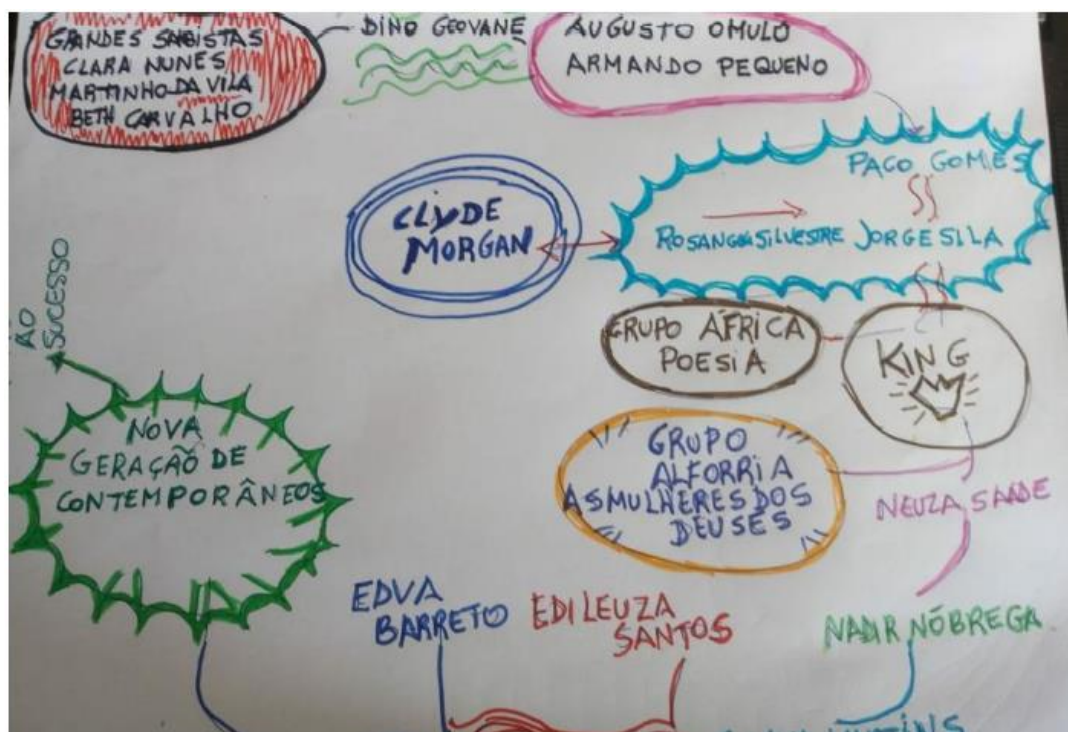 GRANDES SABISTAS
CLARA NUNES
MARTINHO DA VILA
BETH CARVALHO
DINO GEOVANE
AUGUSTO OMULO
ARMANDO PEQUENO
PACO GOMES
ROSANGELA SILVESTRE JORGE SILA
CLYDE
MORGAN
GRUPO ÁFRICA
POESIA
KING
ÃO
SUCESSO
NOVA
GERAÇÃO DE
CONTEMPORÂNEOS
GRUPO
ALFORRIA
AS MULHERES DOS
DEUSES
NEUZA SAADE
EDVA
BARRETO
EDILEUZA
SANTOS
NADIR NÓBREGA